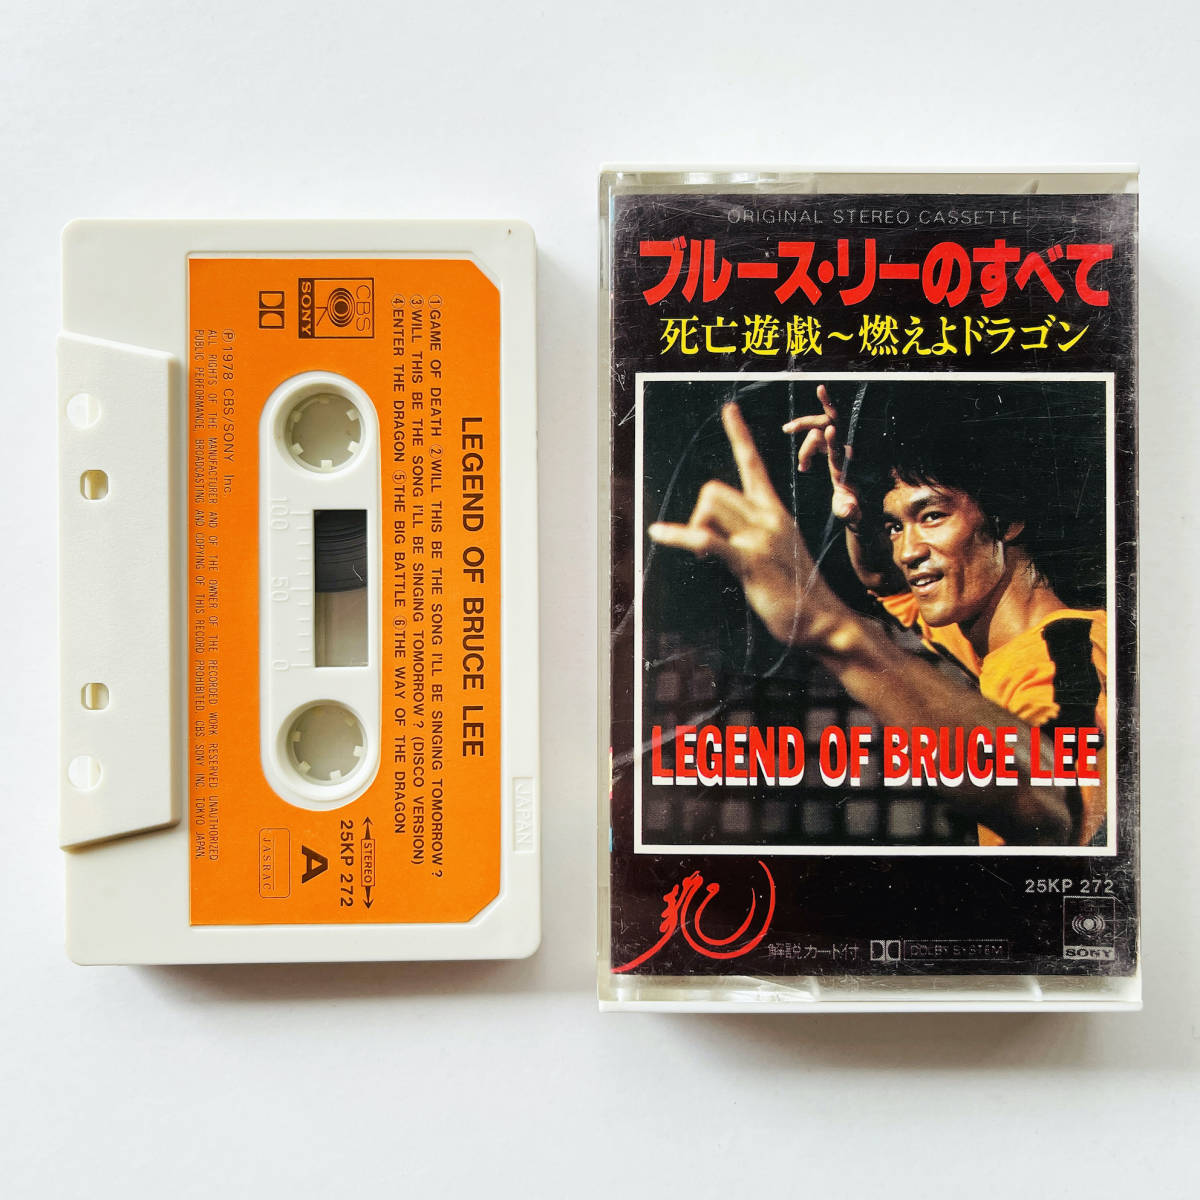 CBS
SONY
LEGEND OF BRUCE LEE
①GAME OF DEATH ②WILL THIS BE THE SONG I'LL BE SINGING TOMORROW?
③WILL THIS BE THE SONG I'LL BE SINGING TOMORROW? (DISCO VERSION)
④ENTER THE DRAGON ⑤THE BIG BATTLE ⑥THE WAY OF THE DRAGON
100 50 0
STEREO
25KP 272
A
JASRAC
℗1978 CBS/SONY Inc.
ALL RIGHTS OF THE MANUFACTURER AND OF THE OWNER OF THE RECORDED WORK RESERVED UNAUTHORIZED
PUBLIC PERFORMANCE, BROADCASTING AND COPYING OF THIS RECORD PROHIBITED. CBS SONY INC. TOKYO JAPAN.
JAPAN
ORIGINAL STEREO CASSETTE
ブルース・リーのすべて
死亡遊戯～燃えよドラゴン
LEGEND OF BRUCE LEE
25KP 272
解説カード付 DOLBY SYSTEM
SONY